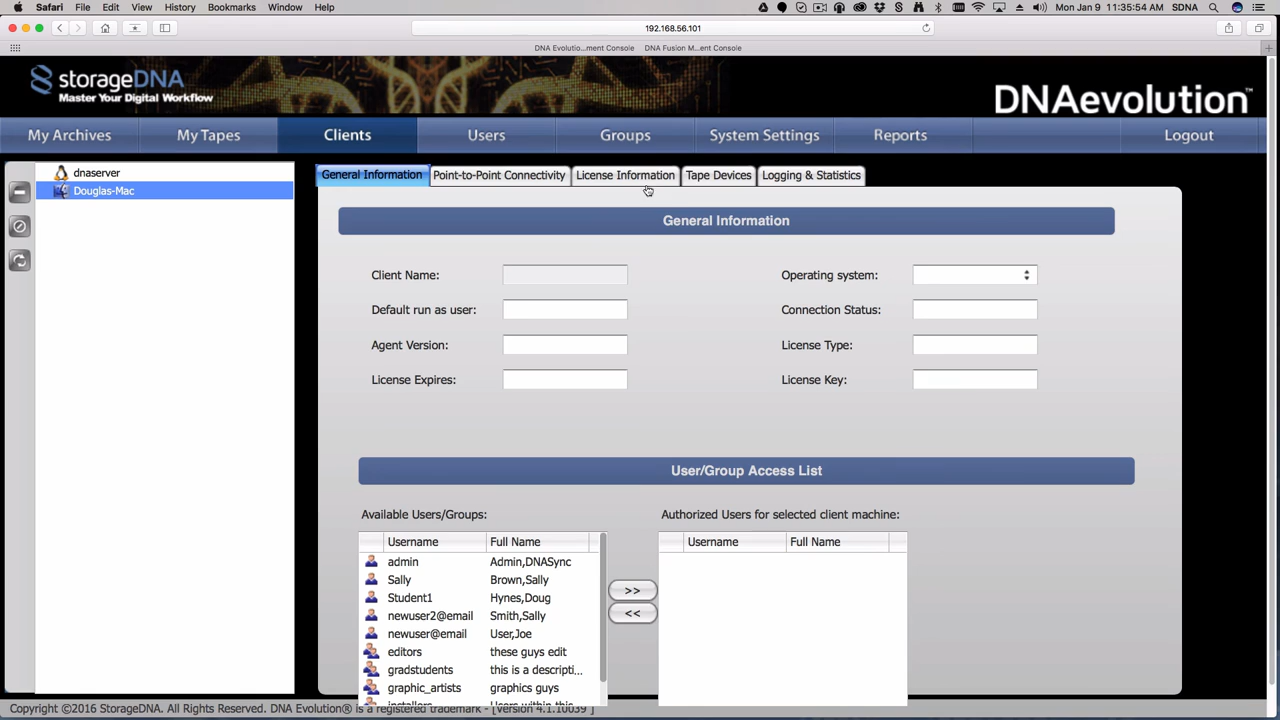 Safari File Edit View History Bookmarks Window Help Mon Jan 9 11:35:54 AM SDNA
192.168.56.101
DNA Evolutio...ment Console DNA Fusion M...ent Console
storageDNA
Master Your Digital Workflow
DNAevolution™
My Archives My Tapes Clients Users Groups System Settings Reports Logout
dnaserver
Douglas-Mac
General Information Point-to-Point Connectivity License Information Tape Devices Logging & Statistics
General Information
Client Name: Operating system:
Default run as user: Connection Status:
Agent Version: License Type:
License Expires: License Key:
User/Group Access List
Available Users/Groups: Authorized Users for selected client machine:
Username Full Name Username Full Name
admin Admin,DNASync
Sally Brown,Sally
>>
Student1 Hynes,Doug
<<
newuser2@email Smith,Sally
newuser@email User,Joe
editors these guys edit
gradstudents this is a descripti...
graphic_artists graphics guys
installers Users within this
Copyright ©2016 StorageDNA. All Rights Reserved. DNA Evolution® is a registered trademark - [Version 4.1.10039 ]